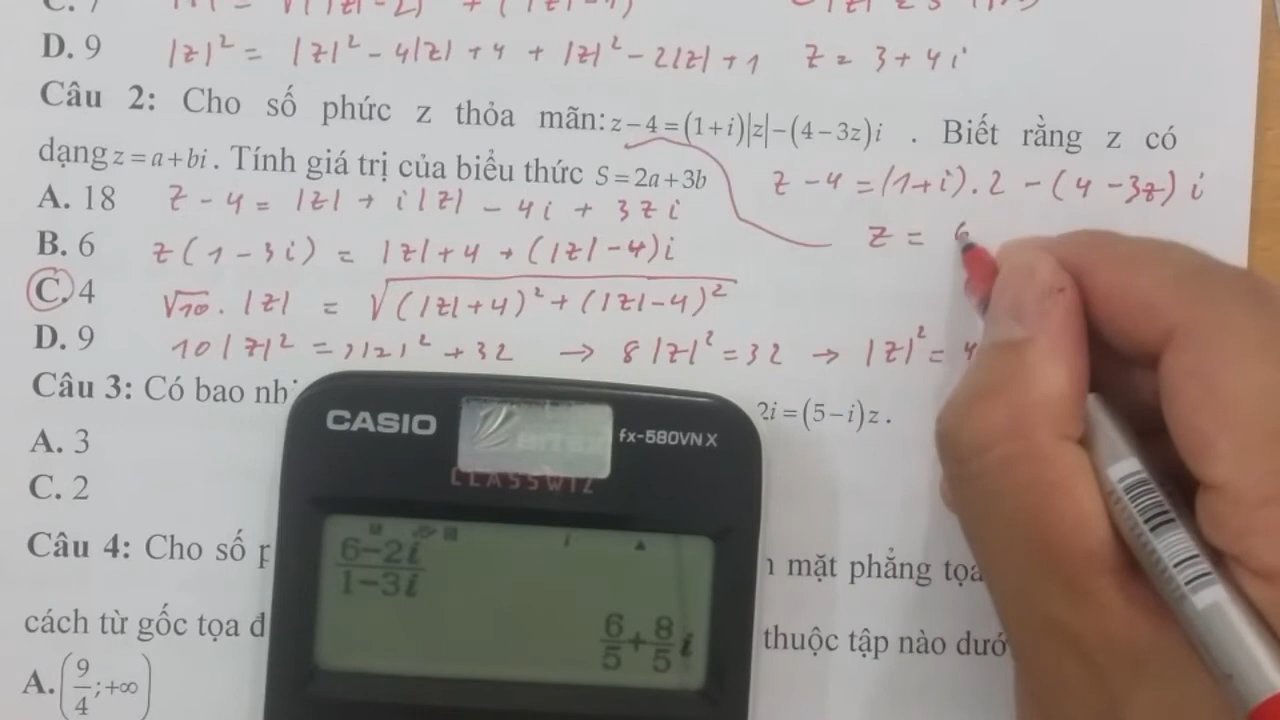 D. 9 |z|² = |z|² - 4|z| + 4 + |z|² - 2|z| + 1 z = 3 + 4i
Câu 2: Cho số phức z thỏa mãn: z-4=(1+i)|z|-(4-3z)i . Biết rằng z có
dạng z = a+bi. Tính giá trị của biểu thức S=2a+3b
z - 4 = (1+i).2 - (4 - 3z) i
A. 18 z - 4 = |z| + i|z| - 4i + 3zi
z = 6
B. 6 z(1-3i) = |z|+4 + (|z|-4)i
C. 4 √10 . |z| = √(|z|+4)² + (|z|-4)²
D. 9 10|z|² = 2|z|² + 32 → 8|z|² = 32 → |z|² = 4
Câu 3: Có bao 2i=(5-i)z.
A. 3
C. 2
CASIO fx-580VN X
CLASSWIZ
6-2i
1-3i
6/5+8/5i
Câu 4: Cho số mặt phẳng tọa
cách từ gốc tọa thuộc tập nào
A. (9/4;+∞)